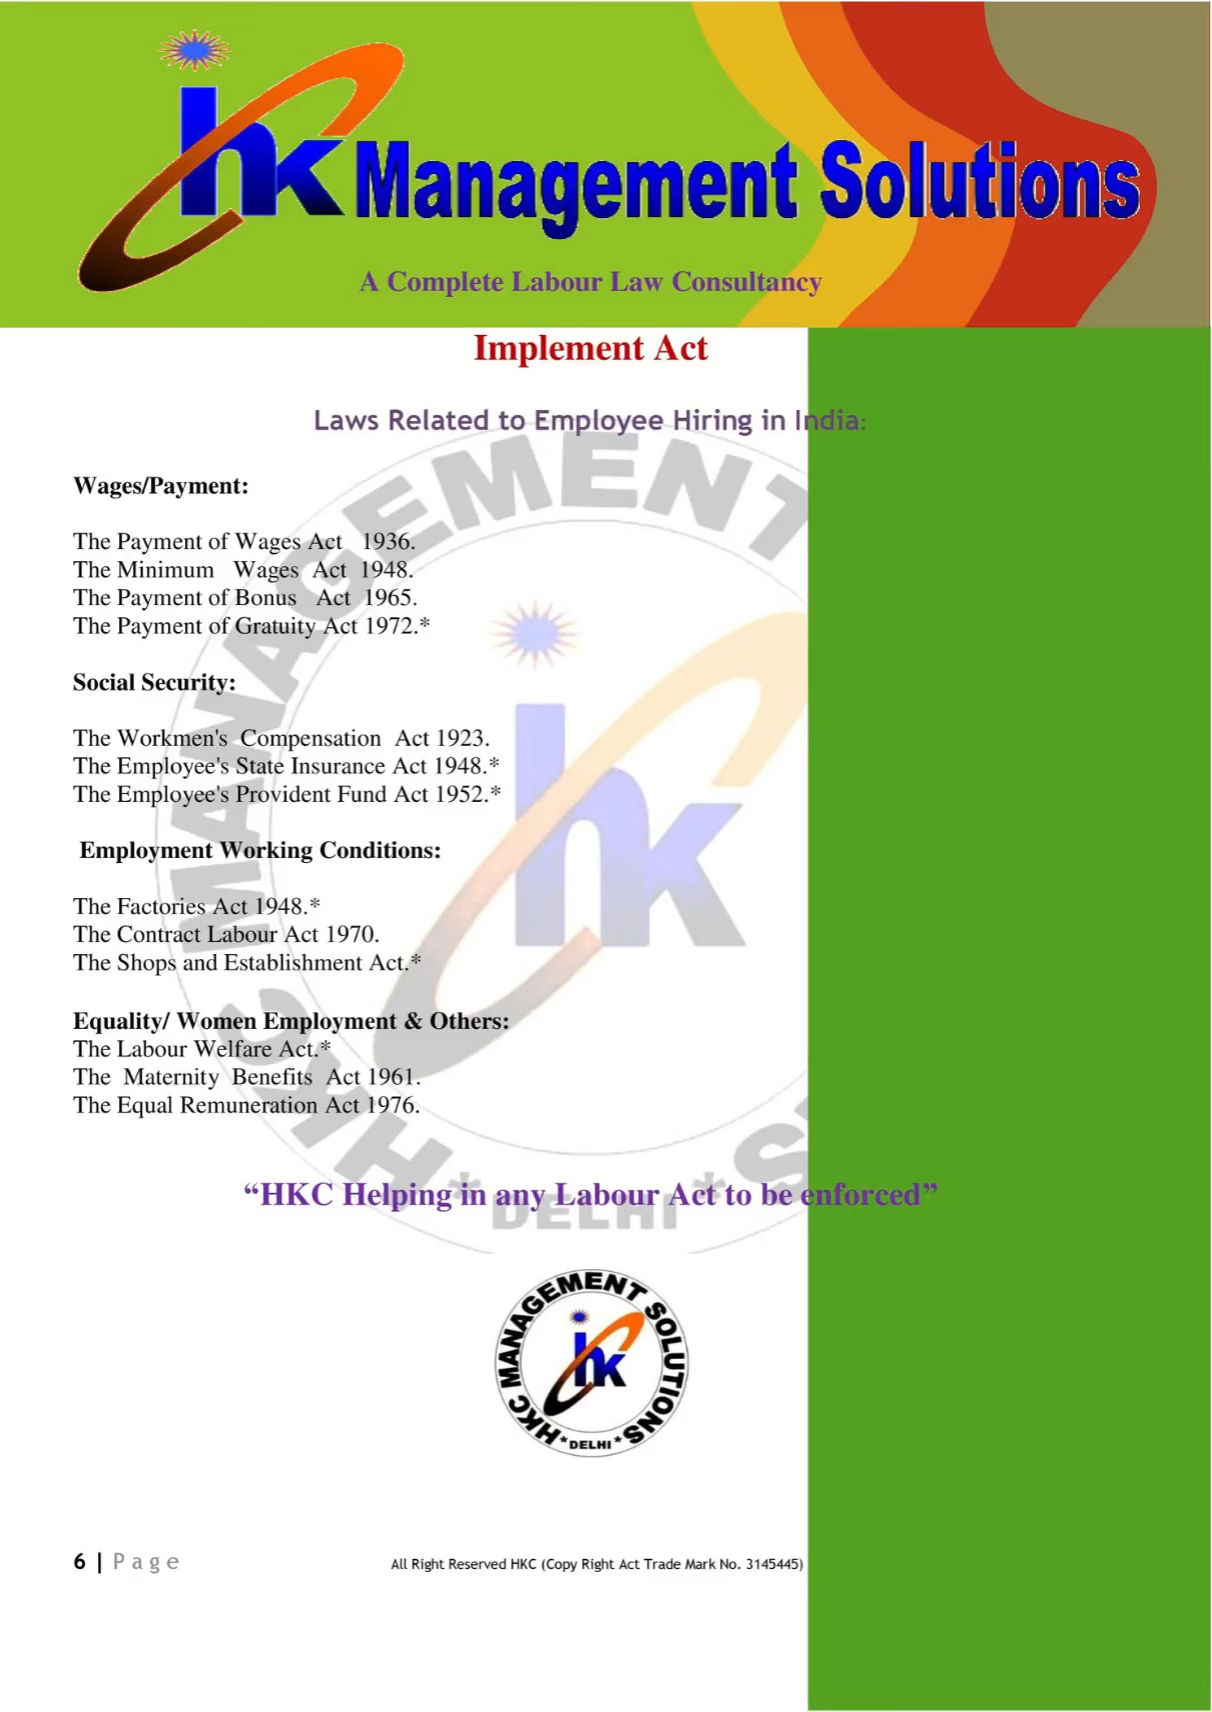 hkc Management Solutions
A Complete Labour Law Consultancy
Implement Act
Laws Related to Employee Hiring in India:
Wages/Payment:
The Payment of Wages Act 1936.
The Minimum Wages Act 1948.
The Payment of Bonus Act 1965.
The Payment of Gratuity Act 1972.*
Social Security:
The Workmen's Compensation Act 1923.
The Employee's State Insurance Act 1948.*
The Employee's Provident Fund Act 1952.*
Employment Working Conditions:
The Factories Act 1948.*
The Contract Labour Act 1970.
The Shops and Establishment Act.*
Equality/ Women Employment & Others:
The Labour Welfare Act.*
The Maternity Benefits Act 1961.
The Equal Remuneration Act 1976.
“HKC Helping in any Labour Act to be enforced”
HKC MANAGEMENT SOLUTIONS
hkc
*DELHI*
6 | Page
All Right Reserved HKC (Copy Right Act Trade Mark No. 3145445)
HKC MANAGEMENT S
hkc
*DELHI*